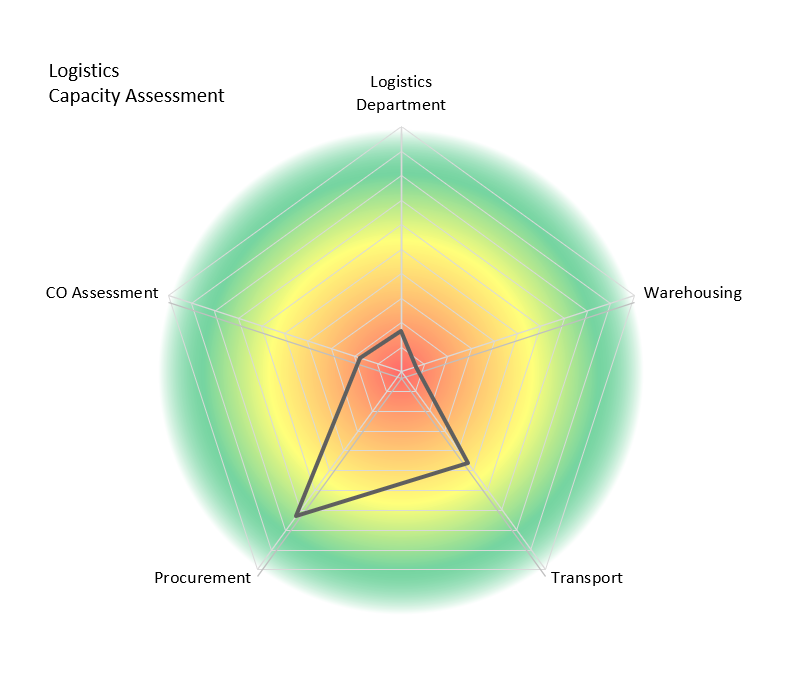 Logistics
Capacity Assessment
Logistics
Department
CO Assessment
Warehousing
Procurement
Transport